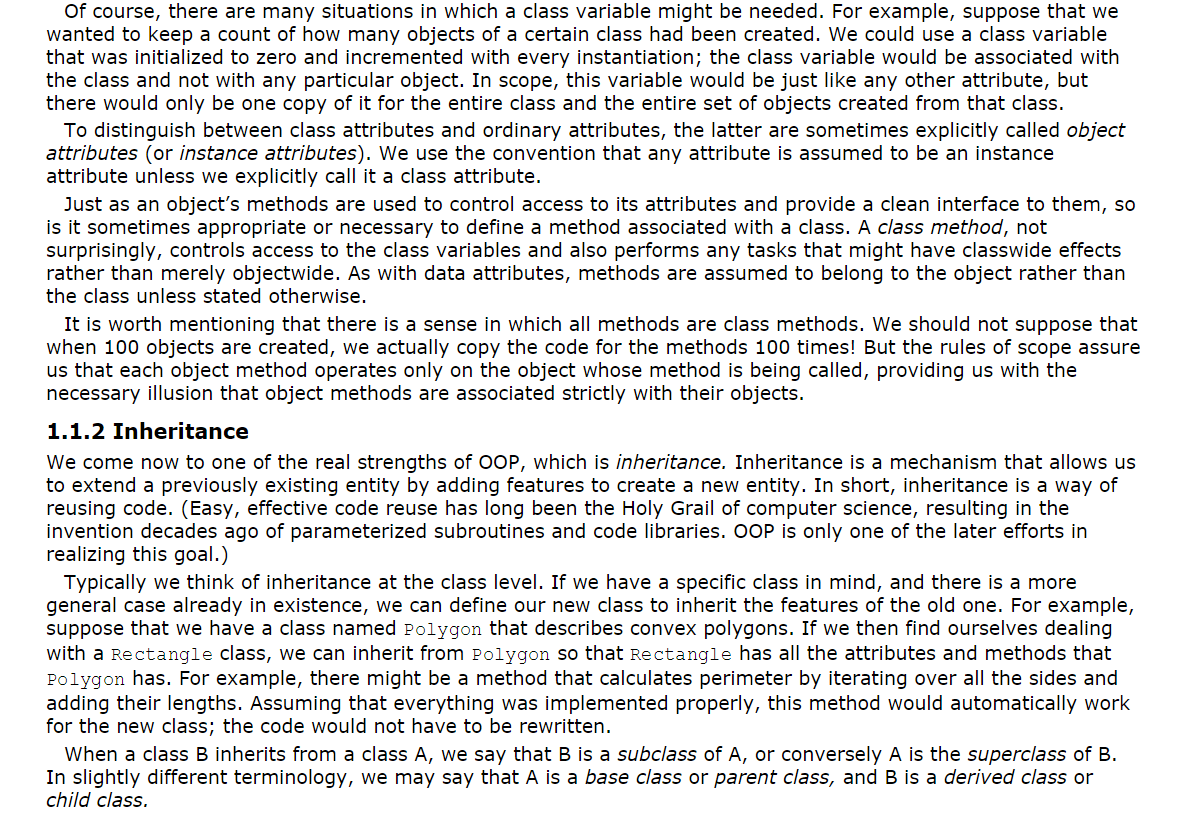 Of course, there are many situations in which a class variable might be needed. For example, suppose that we
wanted to keep a count of how many objects of a certain class had been created. We could use a class variable
that was initialized to zero and incremented with every instantiation; the class variable would be associated with
the class and not with any particular object. In scope, this variable would be just like any other attribute, but
there would only be one copy of it for the entire class and the entire set of objects created from that class.
To distinguish between class attributes and ordinary attributes, the latter are sometimes explicitly called object
attributes (or instance attributes). We use the convention that any attribute is assumed to be an instance
attribute unless we explicitly call it a class attribute.
Just as an object’s methods are used to control access to its attributes and provide a clean interface to them, so
is it sometimes appropriate or necessary to define a method associated with a class. A class method, not
surprisingly, controls access to the class variables and also performs any tasks that might have classwide effects
rather than merely objectwide. As with data attributes, methods are assumed to belong to the object rather than
the class unless stated otherwise.
It is worth mentioning that there is a sense in which all methods are class methods. We should not suppose that
when 100 objects are created, we actually copy the code for the methods 100 times! But the rules of scope assure
us that each object method operates only on the object whose method is being called, providing us with the
necessary illusion that object methods are associated strictly with their objects.
1.1.2 Inheritance
We come now to one of the real strengths of OOP, which is inheritance. Inheritance is a mechanism that allows us
to extend a previously existing entity by adding features to create a new entity. In short, inheritance is a way of
reusing code. (Easy, effective code reuse has long been the Holy Grail of computer science, resulting in the
invention decades ago of parameterized subroutines and code libraries. OOP is only one of the later efforts in
realizing this goal.)
Typically we think of inheritance at the class level. If we have a specific class in mind, and there is a more
general case already in existence, we can define our new class to inherit the features of the old one. For example,
suppose that we have a class named Polygon that describes convex polygons. If we then find ourselves dealing
with a Rectangle class, we can inherit from Polygon so that Rectangle has all the attributes and methods that
Polygon has. For example, there might be a method that calculates perimeter by iterating over all the sides and
adding their lengths. Assuming that everything was implemented properly, this method would automatically work
for the new class; the code would not have to be rewritten.
When a class B inherits from a class A, we say that B is a subclass of A, or conversely A is the superclass of B.
In slightly different terminology, we may say that A is a base class or parent class, and B is a derived class or
child class.